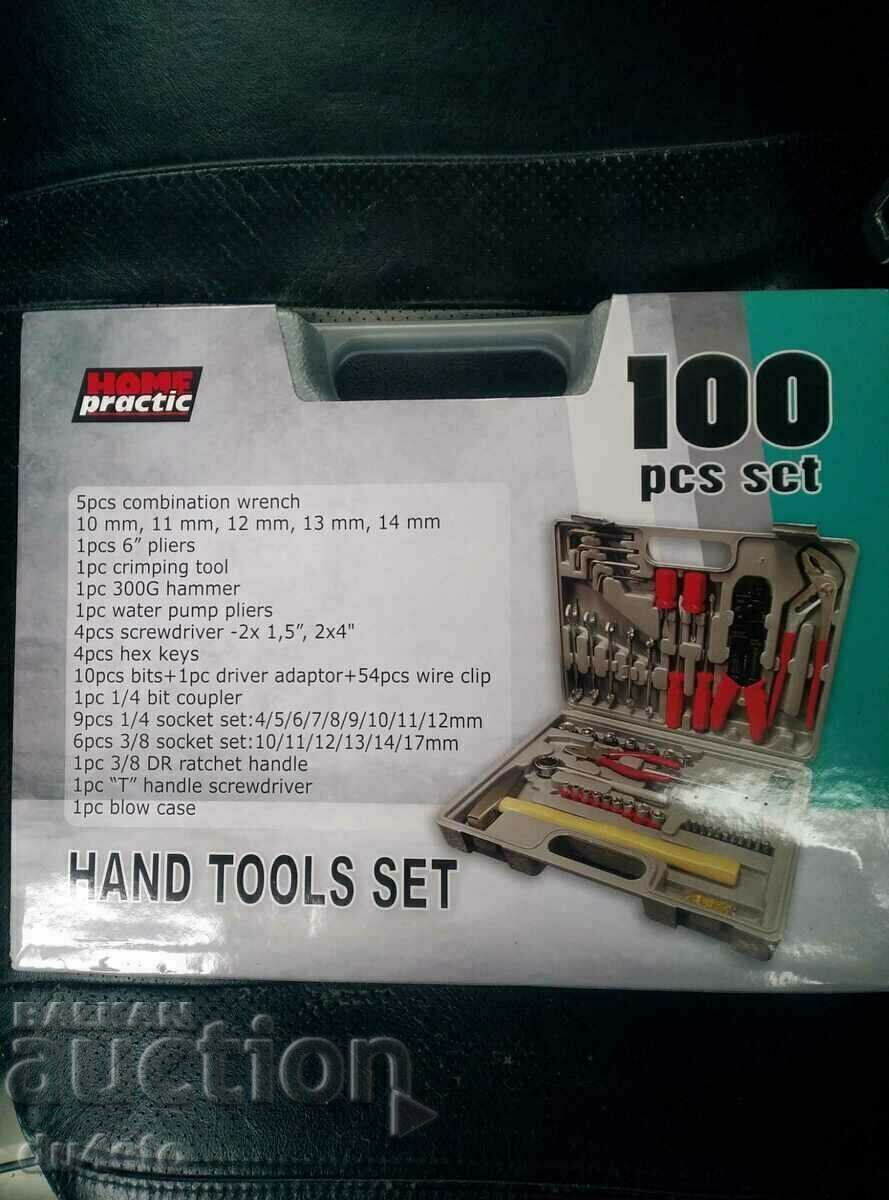 HOME
practic
100
pcs set
5pcs combination wrench
10 mm, 11 mm, 12 mm, 13 mm, 14 mm
1pcs 6” pliers
1pc crimping tool
1pc 300G hammer
1pc water pump pliers
4pcs screwdriver -2x 1,5”, 2x4"
4pcs hex keys
10pcs bits+1pc driver adaptor+54pcs wire clip
1pc 1/4 bit coupler
9pcs 1/4 socket set:4/5/6/7/8/9/10/11/12mm
6pcs 3/8 socket set:10/11/12/13/14/17mm
1pc 3/8 DR ratchet handle
1pc “T” handle screwdriver
1pc blow case
HAND TOOLS SET
BALKAN
auction
du4eto